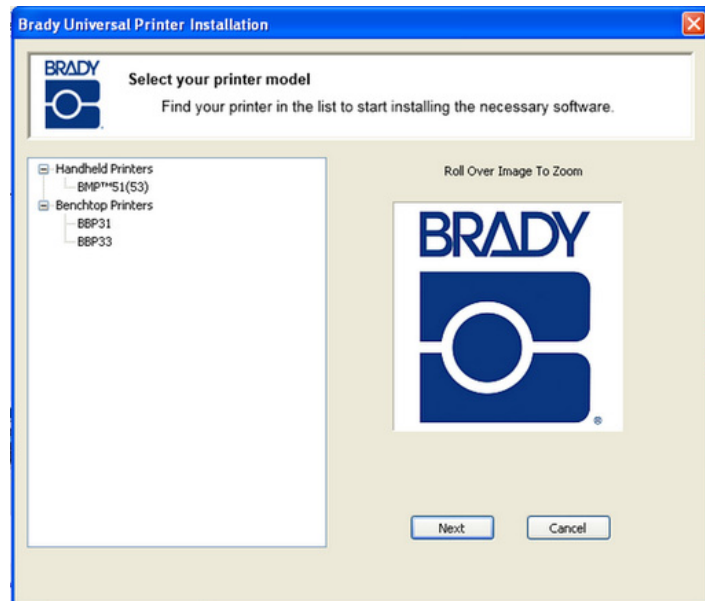 Brady Universal Printer Installation
BRADY
Select your printer model
Find your printer in the list to start installing the necessary software.
Handheld Printers
BMP™51(53)
Benchtop Printers
BBP31
BBP33
Roll Over Image To Zoom
BRADY
®
Next
Cancel